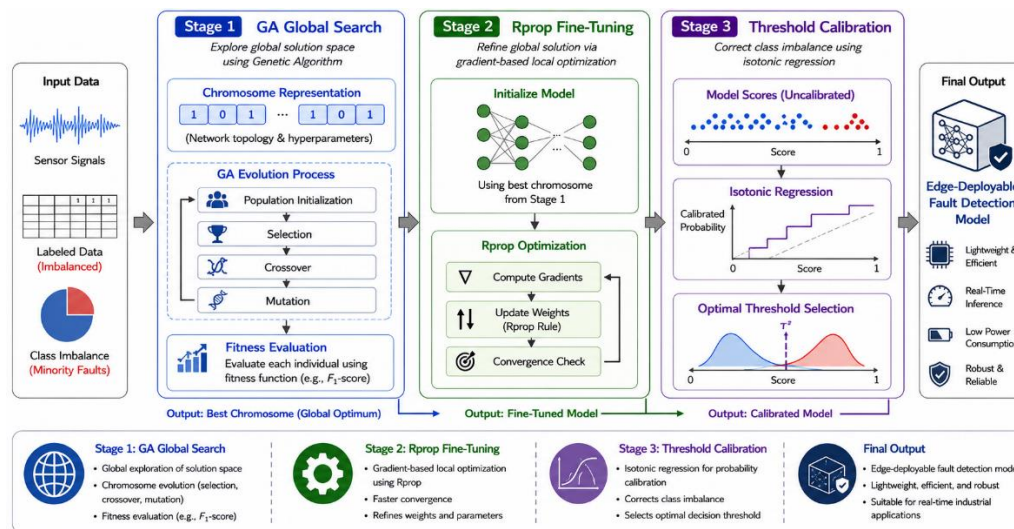 Input Data
Sensor Signals
1 1 1
Labeled Data
(Imbalanced)
Class Imbalance
(Minority Faults)
Stage 1 GA Global Search
Explore global solution space
using Genetic Algorithm
Chromosome Representation
1 0 1 ... 1 0 1
(Network topology & hyperparameters)
GA Evolution Process
Population Initialization
Selection
Crossover
Mutation
Fitness Evaluation
Evaluate each individual using
fitness function (e.g., F1-score)
Output: Best Chromosome (Global Optimum)
Stage 2 Rprop Fine-Tuning
Refine global solution via
gradient-based local optimization
Initialize Model
...
...
Using best chromosome
from Stage 1
Rprop Optimization
Compute Gradients
Update Weights
(Rprop Rule)
Convergence Check
Output: Fine-Tuned Model
Stage 3 Threshold Calibration
Correct class imbalance using
isotonic regression
Model Scores (Uncalibrated)
0 Score 1
Isotonic Regression
Calibrated
Probability
0 Score 1
Optimal Threshold Selection
0 Score 1
Output: Calibrated Model
Final Output
Edge-Deployable
Fault Detection
Model
Lightweight &
Efficient
Real-Time
Inference
Low Power
Consumptio
Robust &
Reliable
Stage 1: GA Global Search
• Global exploration of solution space
• Chromosome evolution (selection,
crossover, mutation)
• Fitness evaluation (e.g., F1-score)
Stage 2: Rprop Fine-Tuning
• Gradient-based local optimization
using Rprop
• Faster convergence
• Refines weights and parameters
Stage 3: Threshold Calibration
• Isotonic regression for probability
calibration
• Corrects class imbalance
• Selects optimal decision threshold
Final Output
• Edge-deployable fault detection mode
• Lightweight, efficient, and robust
• Suitable for real-time industrial
applications